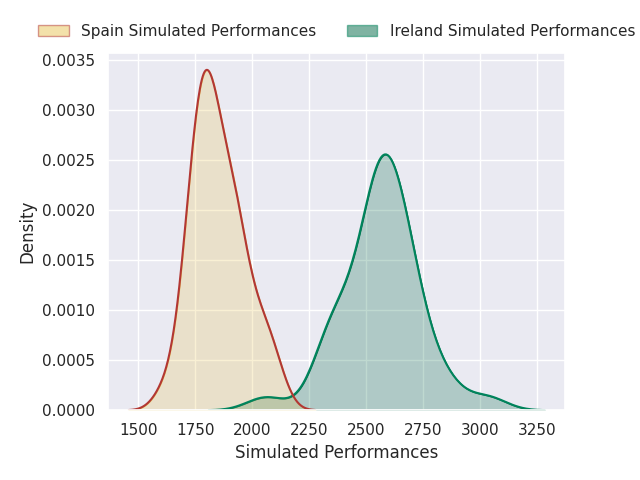 Spain Simulated Performances
Ireland Simulated Performances
0.0035
0.0030
0.0025
0.0020
0.0015
0.0010
0.0005
0.0000
Density
1500 1750 2000 2250 2500 2750 3000 3250
Simulated Performances